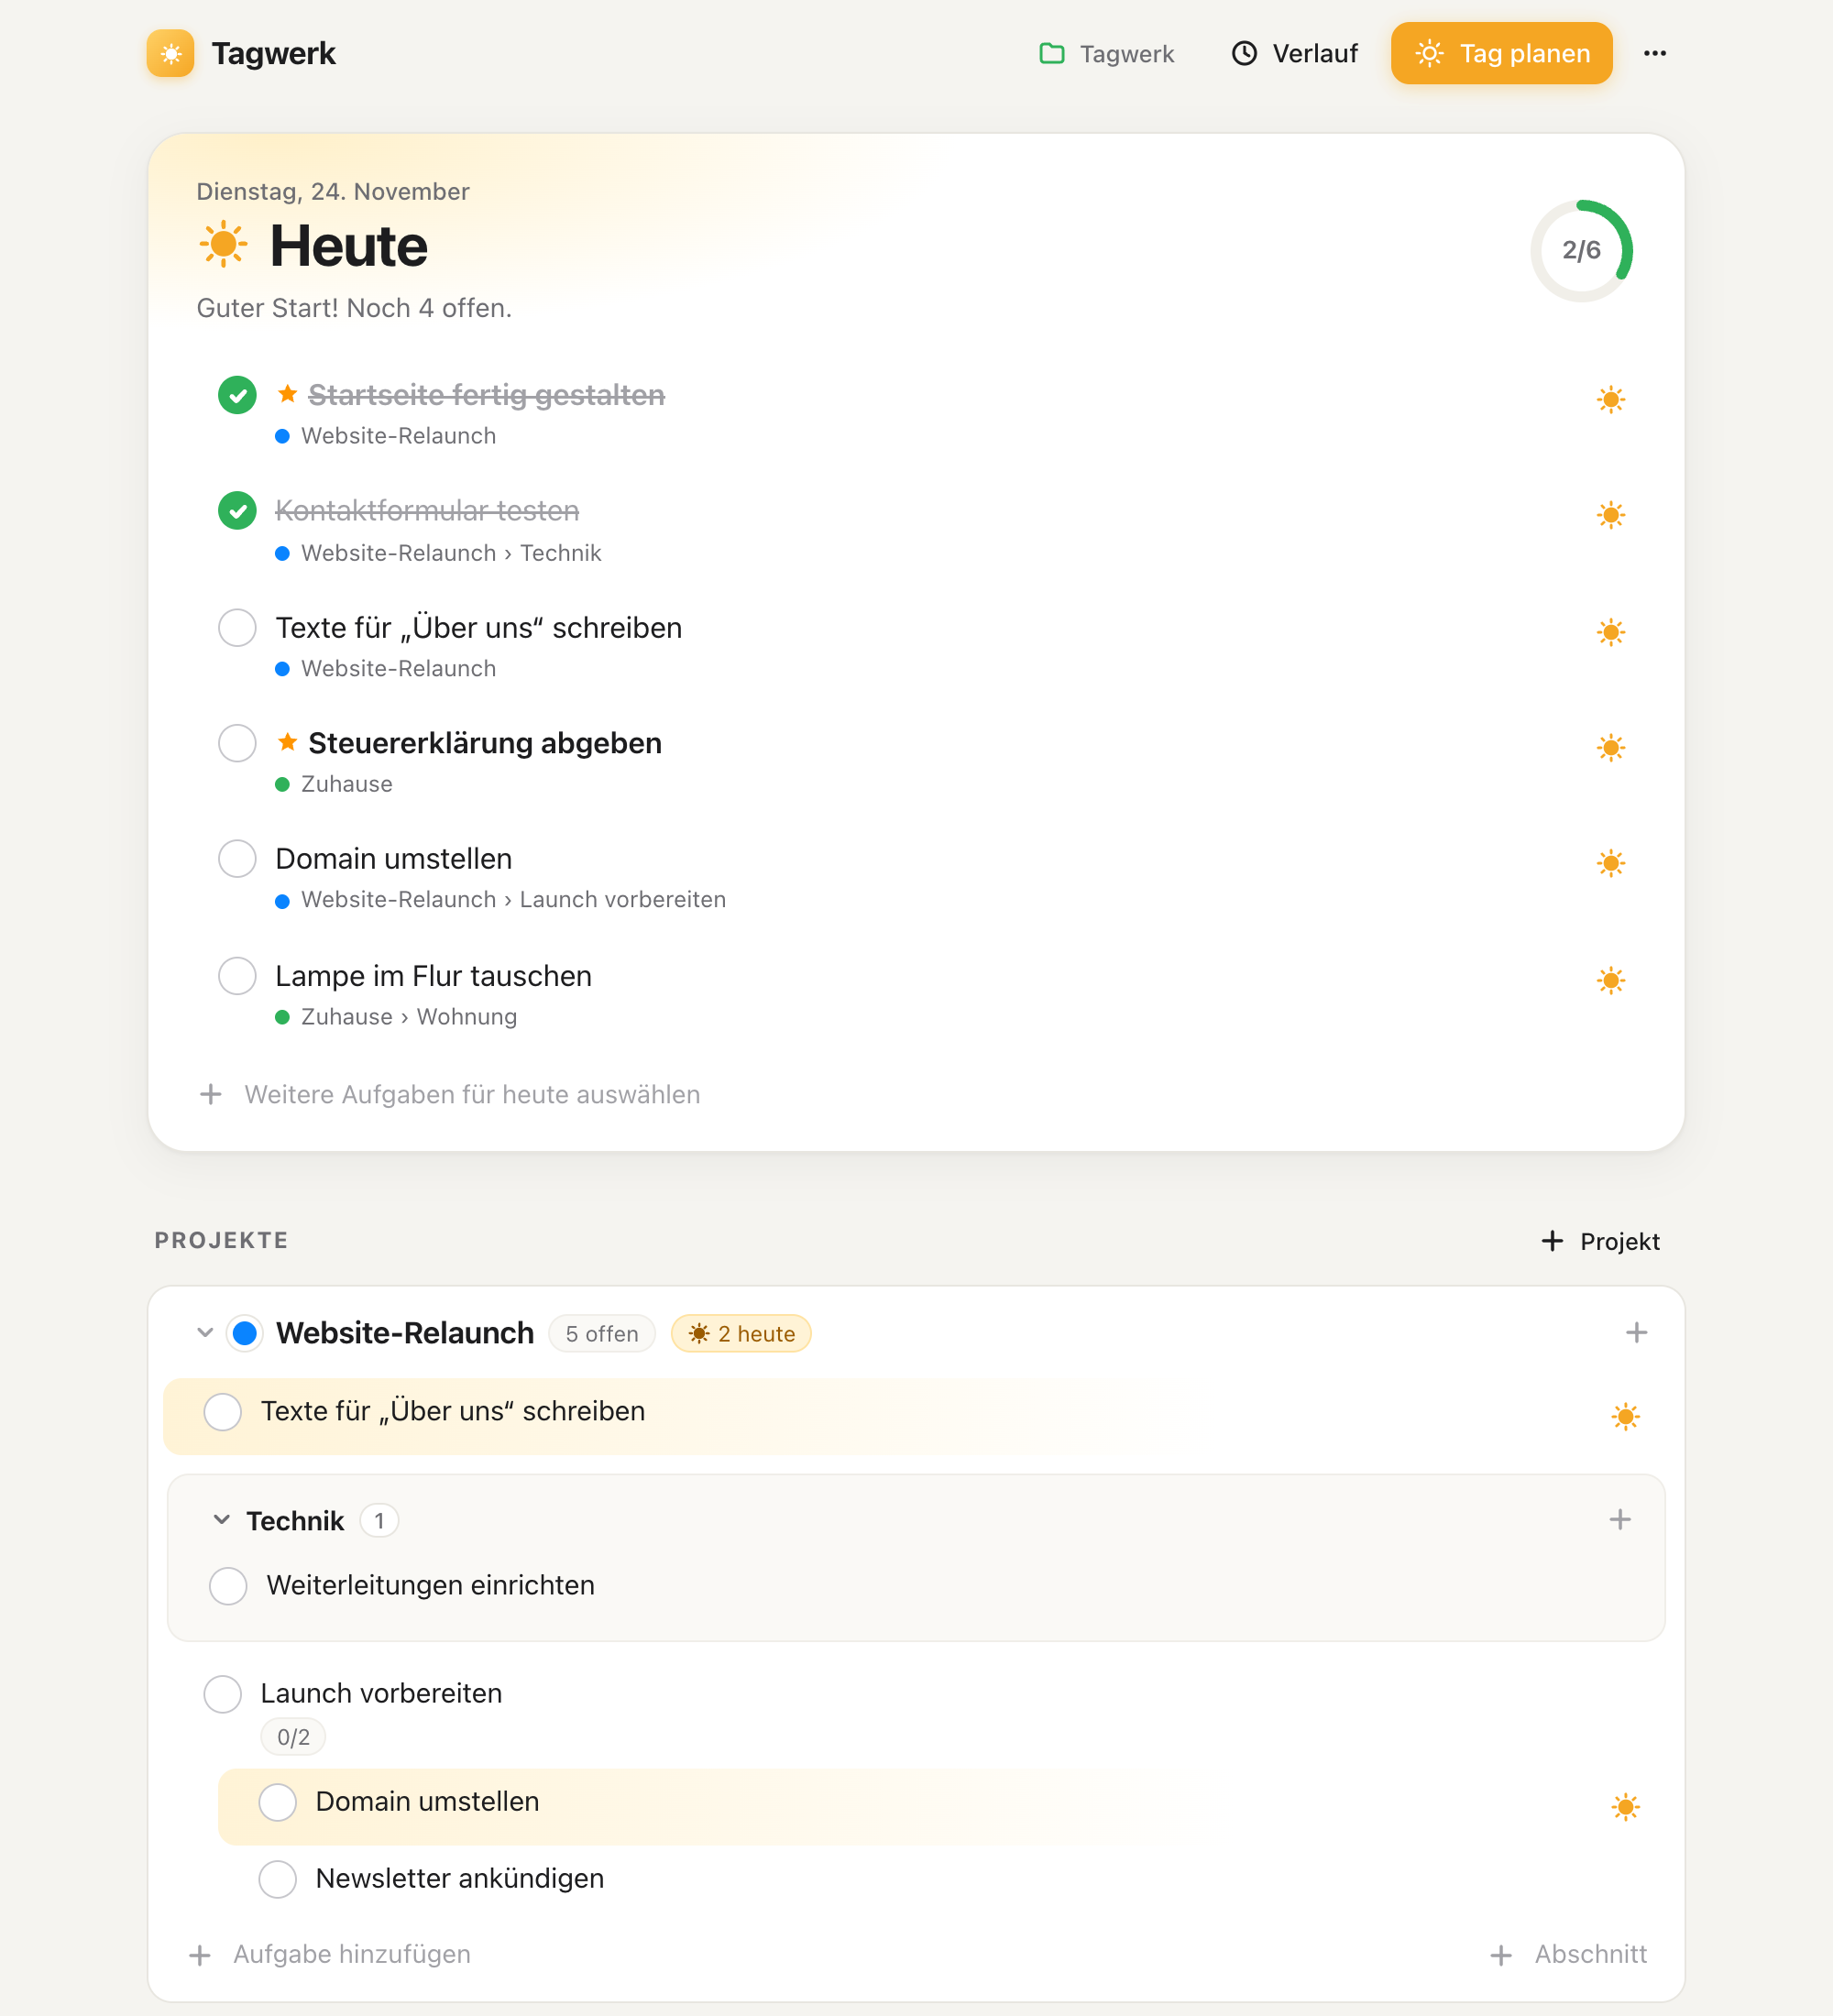 Tagwerk
Tagwerk
Verlauf
Tag planen
Dienstag, 24. November
Heute
Guter Start! Noch 4 offen.
2/6
Startseite fertig gestalten
Website-Relaunch
Kontaktformular testen
Website-Relaunch › Technik
Texte für „Über uns“ schreiben
Website-Relaunch
Steuererklärung abgeben
Zuhause
Domain umstellen
Website-Relaunch › Launch vorbereiten
Lampe im Flur tauschen
Zuhause › Wohnung
Weitere Aufgaben für heute auswählen
PROJEKTE
Projekt
Website-Relaunch 5 offen 2 heute
Texte für „Über uns“ schreiben
Technik 1
Weiterleitungen einrichten
Launch vorbereiten
0/2
Domain umstellen
Newsletter ankündigen
Aufgabe hinzufügen
Abschnitt